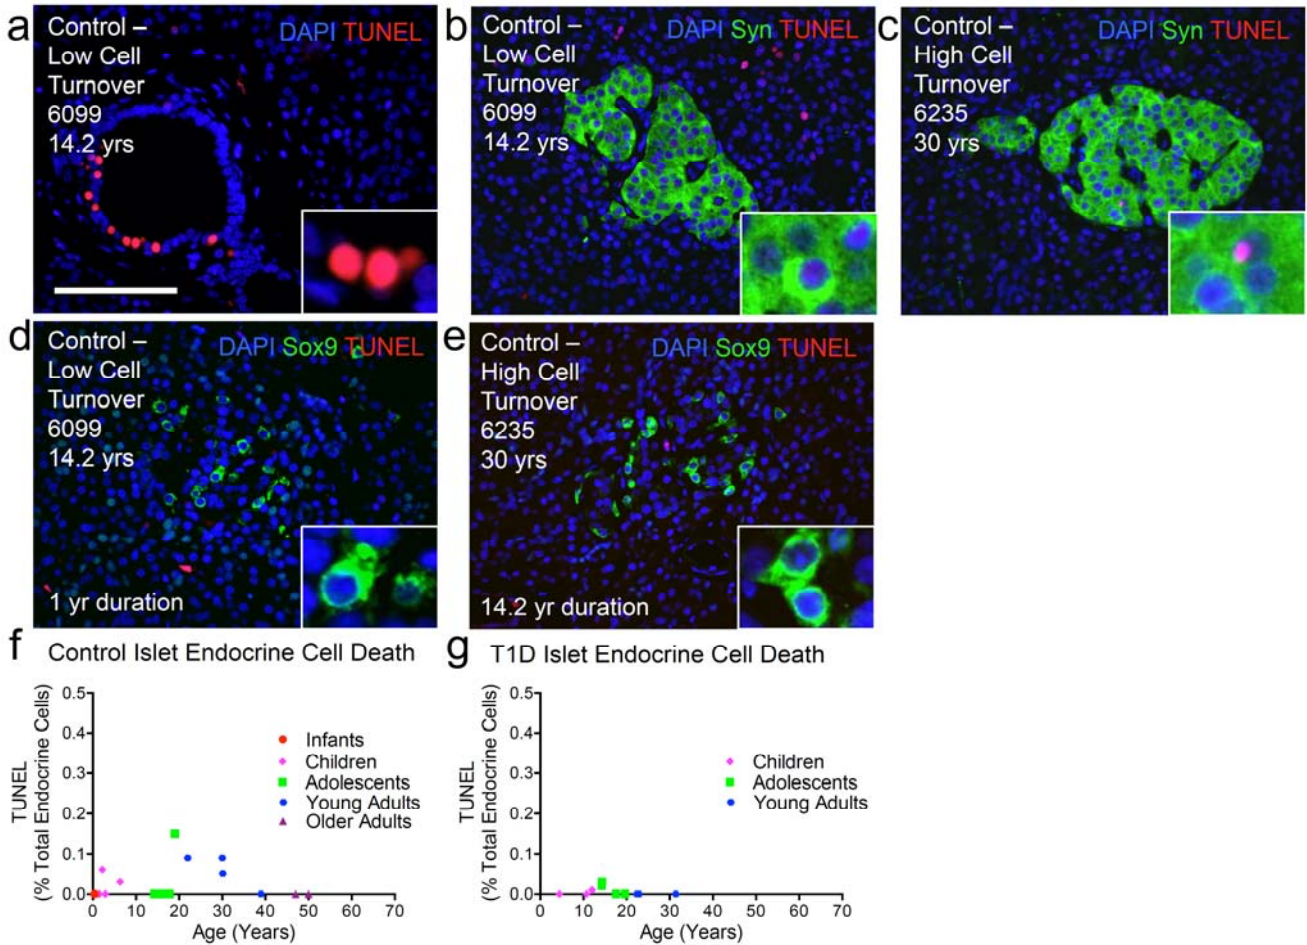 a
Control –
Low Cell
Turnover
6099
14.2 yrs
DAPI TUNEL
b
Control –
Low Cell
Turnover
6099
14.2 yrs
DAPI Syn TUNEL
c
Control –
High Cell
Turnover
6235
30 yrs
DAPI Syn TUNEL
d
Control –
Low Cell
Turnover
6099
14.2 yrs
DAPI Sox9 TUNEL
1 yr duration
e
Control –
High Cell
Turnover
6235
30 yrs
DAPI Sox9 TUNEL
14.2 yr duration
f
Control Islet Endocrine Cell Death
TUNEL
(% Total Endocrine Cells)
0.5
0.4
0.3
0.2
0.1
0.0
0 10 20 30 40 50 60 70
Age (Years)
Infants
Children
Adolescents
Young Adults
Older Adults
g
T1D Islet Endocrine Cell Death
TUNEL
(% Total Endocrine Cells)
0.5
0.4
0.3
0.2
0.1
0.0
0 10 20 30 40 50 60 70
Age (Years)
Children
Adolescents
Young Adults